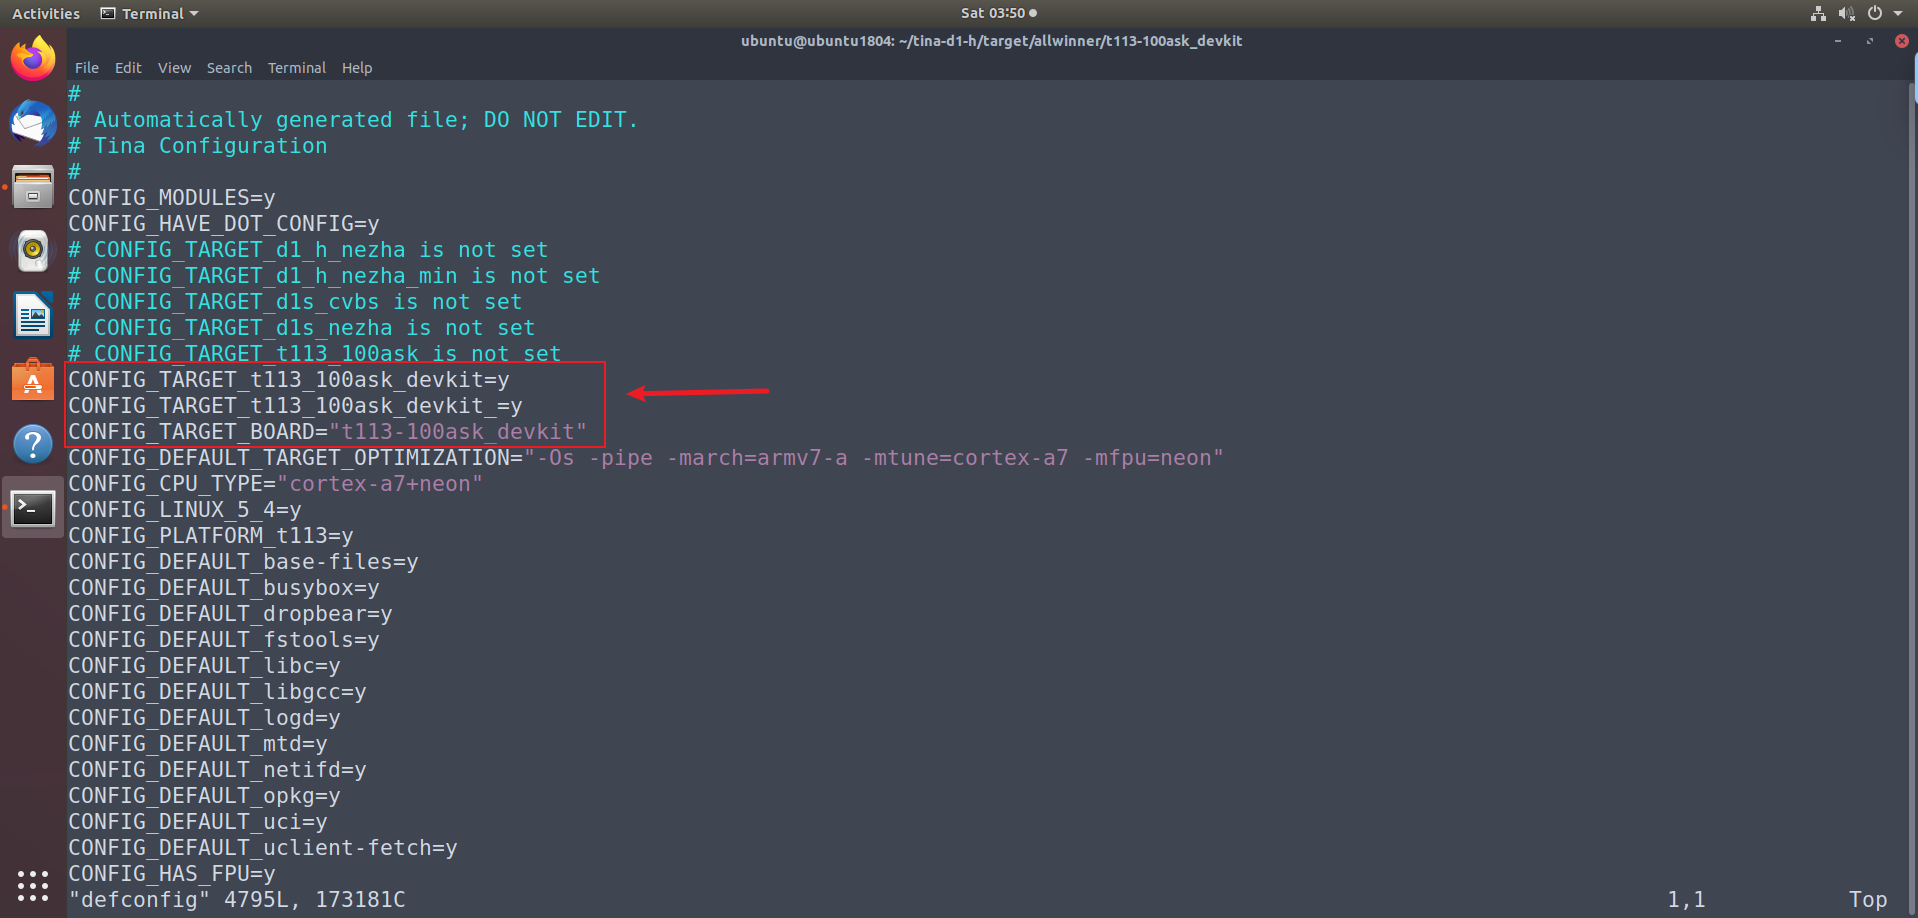 Activities Terminal Sat 03:50
ubuntu@ubuntu1804: ~/tina-d1-h/target/allwinner/t113-100ask_devkit
File Edit View Search Terminal Help
#
# Automatically generated file; DO NOT EDIT.
# Tina Configuration
#
CONFIG_MODULES=y
CONFIG_HAVE_DOT_CONFIG=y
# CONFIG_TARGET_d1_h_nezha is not set
# CONFIG_TARGET_d1_h_nezha_min is not set
# CONFIG_TARGET_d1s_cvbs is not set
# CONFIG_TARGET_d1s_nezha is not set
# CONFIG_TARGET_t113_100ask is not set
CONFIG_TARGET_t113_100ask_devkit=y
CONFIG_TARGET_t113_100ask_devkit_=y
CONFIG_TARGET_BOARD="t113-100ask_devkit"
CONFIG_DEFAULT_TARGET_OPTIMIZATION="-Os -pipe -march=armv7-a -mtune=cortex-a7 -mfpu=neon"
CONFIG_CPU_TYPE="cortex-a7+neon"
CONFIG_LINUX_5_4=y
CONFIG_PLATFORM_t113=y
CONFIG_DEFAULT_base-files=y
CONFIG_DEFAULT_busybox=y
CONFIG_DEFAULT_dropbear=y
CONFIG_DEFAULT_fstools=y
CONFIG_DEFAULT_libc=y
CONFIG_DEFAULT_libgcc=y
CONFIG_DEFAULT_logd=y
CONFIG_DEFAULT_mtd=y
CONFIG_DEFAULT_netifd=y
CONFIG_DEFAULT_opkg=y
CONFIG_DEFAULT_uci=y
CONFIG_DEFAULT_uclient-fetch=y
CONFIG_HAS_FPU=y
"defconfig" 4795L, 173181C 1,1 Top